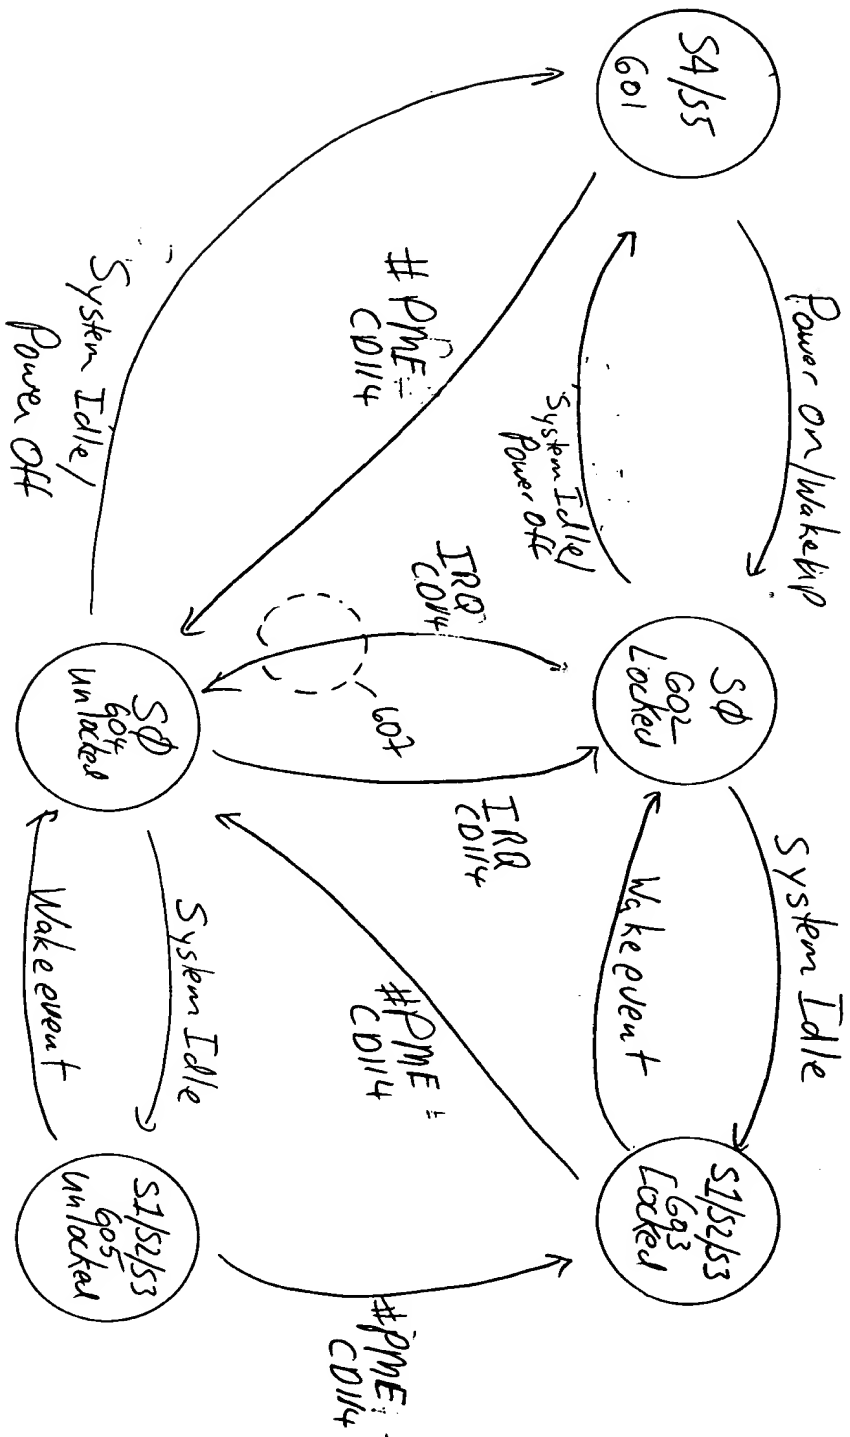 Power on/Wakeup
System Idle
S4/S5
601
SØ
602
Locked
S1/S2/S3
603
Locked
System Idle/
Power Off
Wake event
#PME
CD114
IRQ
CD114
IRQ
CD114
607
#PME
CD114
#PME
CD114
System Idle/
Power Off
SØ
604
unlocked
System Idle
Wake event
S1/S2/S3
605
unlocked